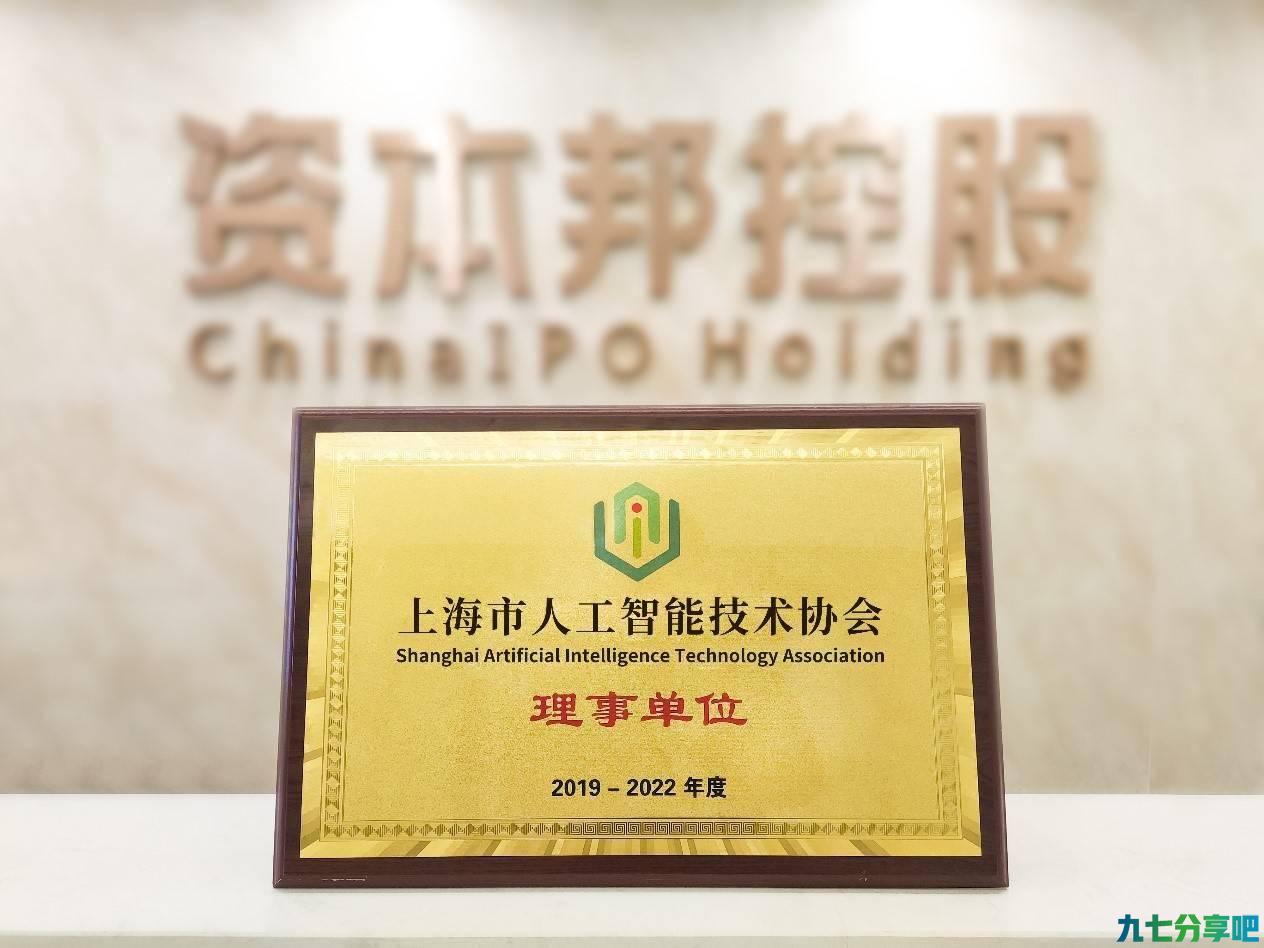 资本邦控股
ChinaIPO Holding
上海市人工智能技术协会
Shanghai Artificial Intelligence Technology Association
理事单位
2019 – 2022 年度
九七分享吧